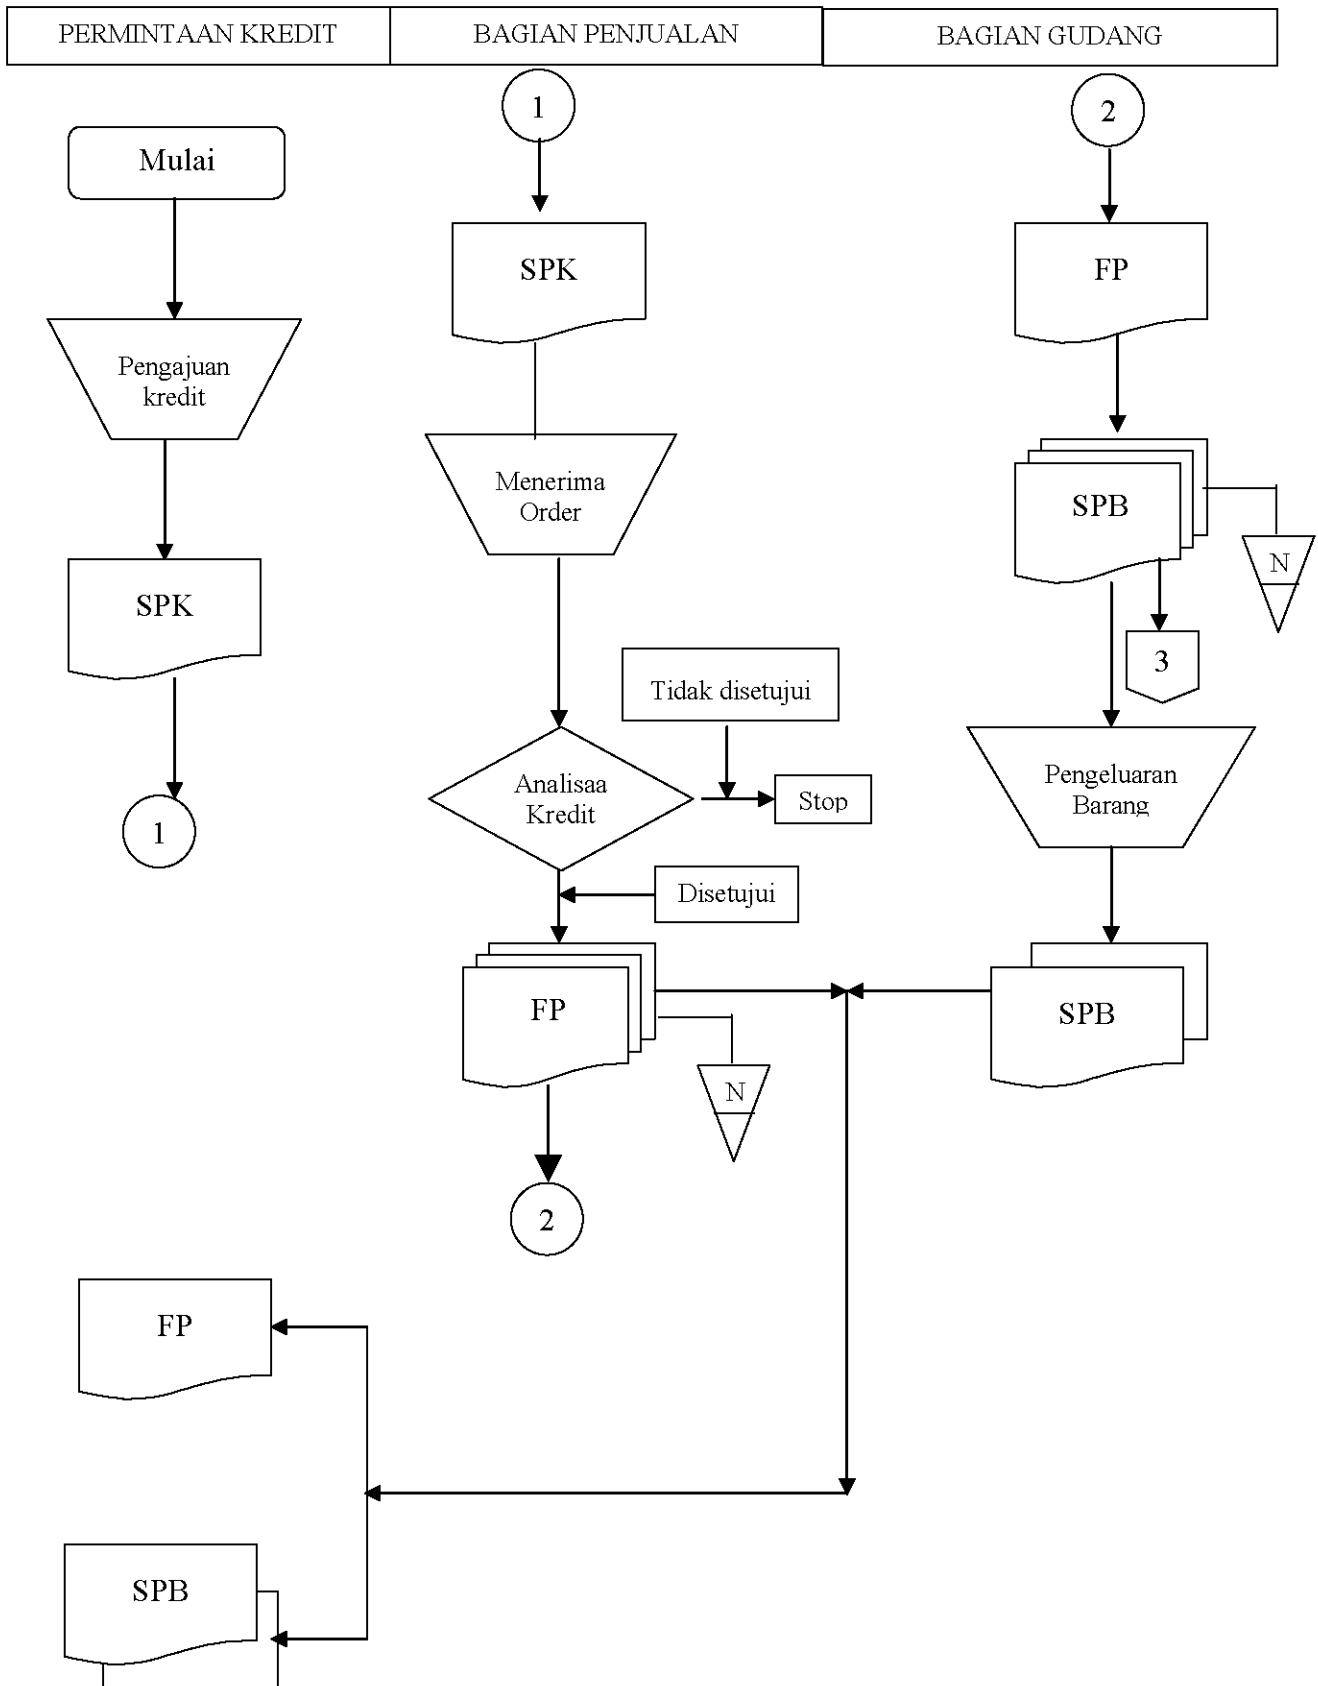 PERMINTAAN KREDIT
BAGIAN PENJUALAN
BAGIAN GUDANG
Mulai
Pengajuan
kredit
SPK
1
1
SPK
Menerima
Order
Tidak disetujui
Analisaa
Kredit
Stop
Disetujui
FP
N
2
2
FP
SPB
N
3
Pengeluaran
Barang
SPB
FP
SPB